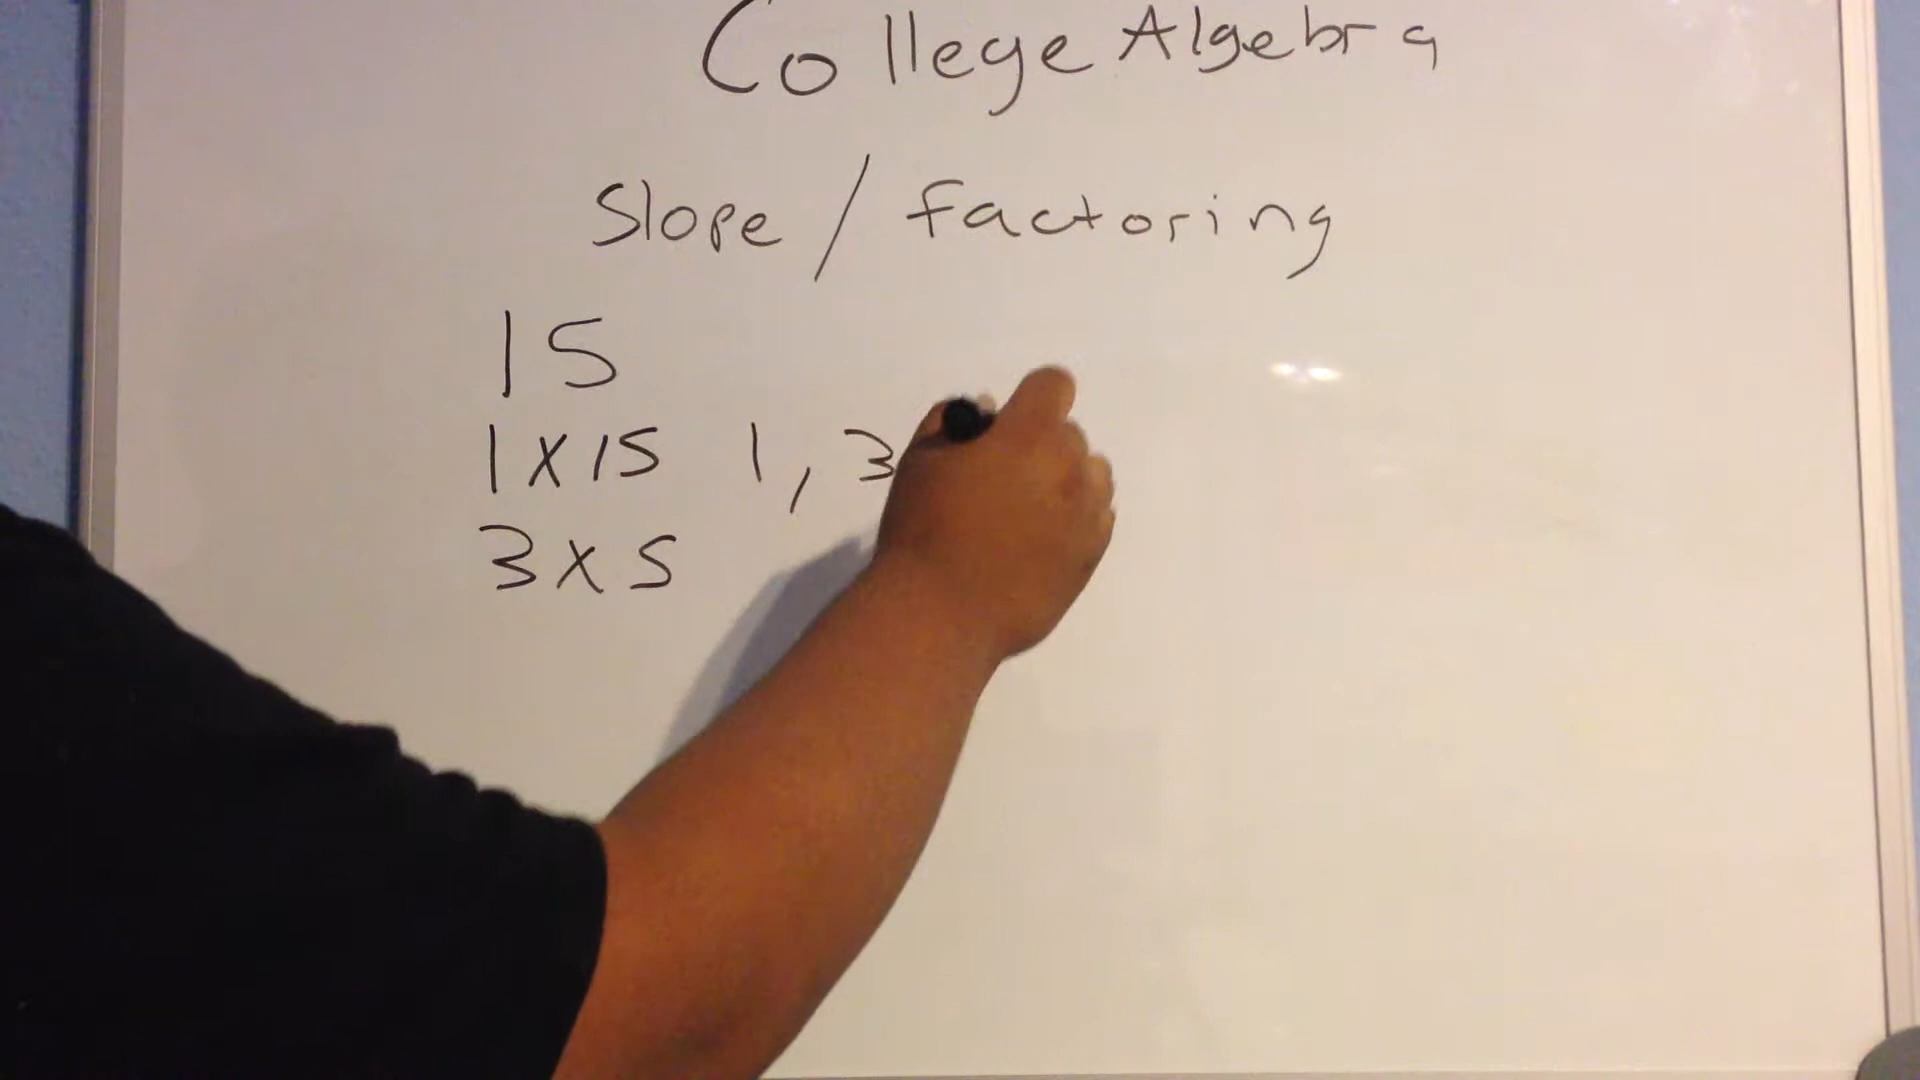 College Algebra
Slope / factoring
15
1 x 15 1, 3
3 x 5